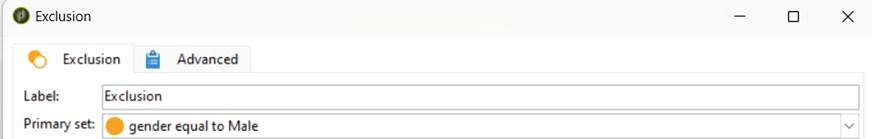 Exclusion
Exclusion Advanced
Label: Exclusion
Primary set: gender equal to Male